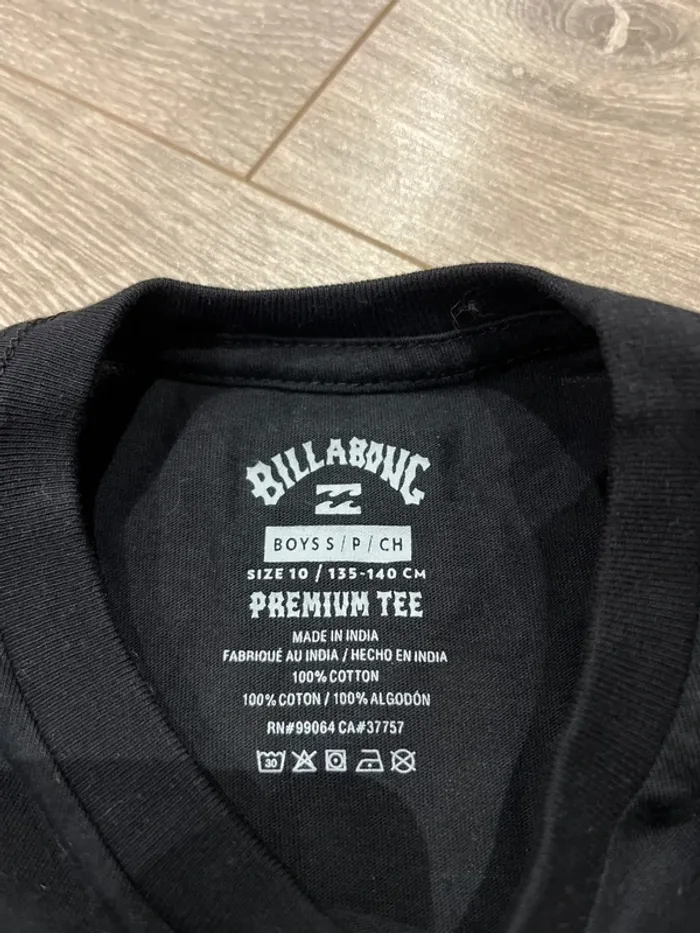 BILLABONG
BOYS S / P / CH
SIZE 10 / 135-140 CM
PREMIUM TEE
MADE IN INDIA
FABRIQUÉ AU INDIA / HECHO EN INDIA
100% COTTON
100% COTON / 100% ALGODÓN
RN#99064 CA#37757
30